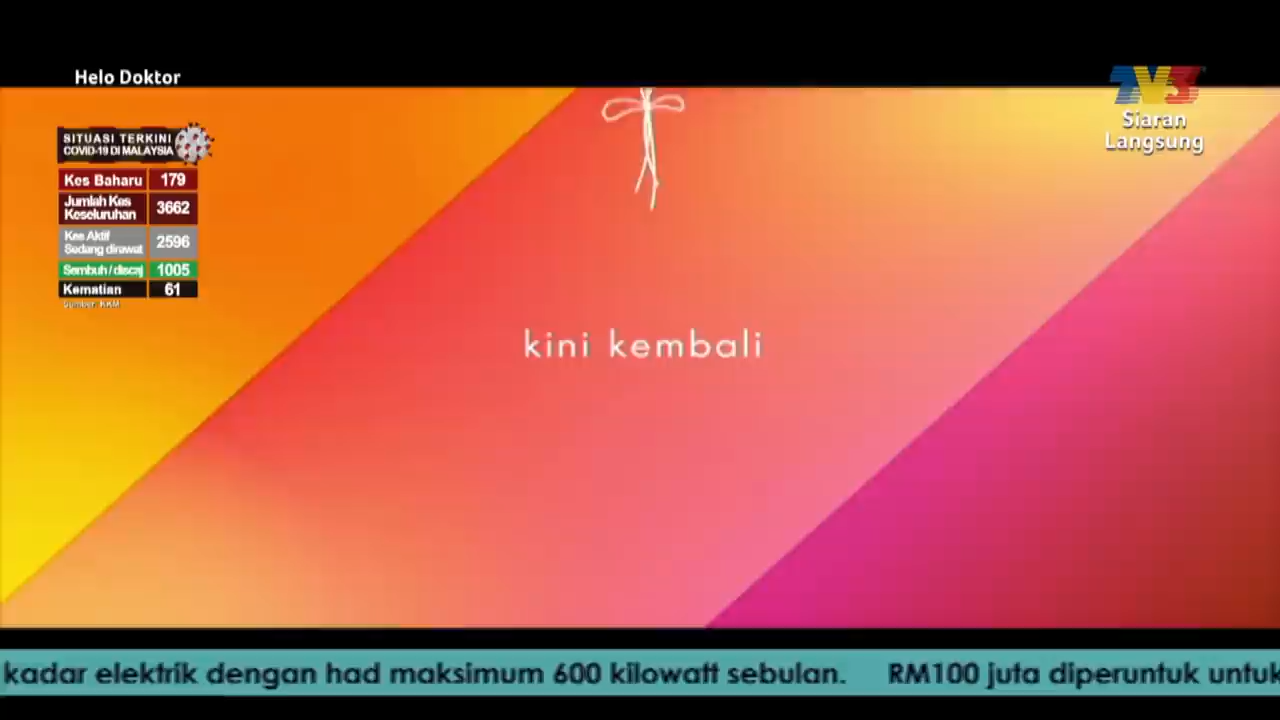 Helo Doktor
TV3
Siaran
Langsung
SITUASI TERKINI
COVID-19 DI MALAYSIA
Kes Baharu 179
Jumlah Kes
Keseluruhan 3662
Kes Aktif
Sedang dirawat 2596
Sembuh / discaj 1005
Kematian 61
Sumber: KKM
kini kembali
kadar elektrik dengan had maksimum 600 kilowatt sebulan. RM100 juta diperuntuk untuk